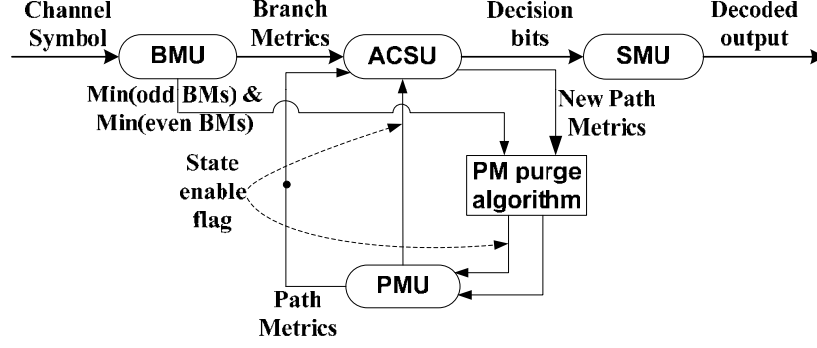 Channel
Symbol
Branch
Metrics
Decision
bits
Decoded
output
BMU
ACSU
SMU
Min(odd BMs) &
Min(even BMs)
New Path
Metrics
State
enable
flag
PM purge
algorithm
PMU
Path
Metrics